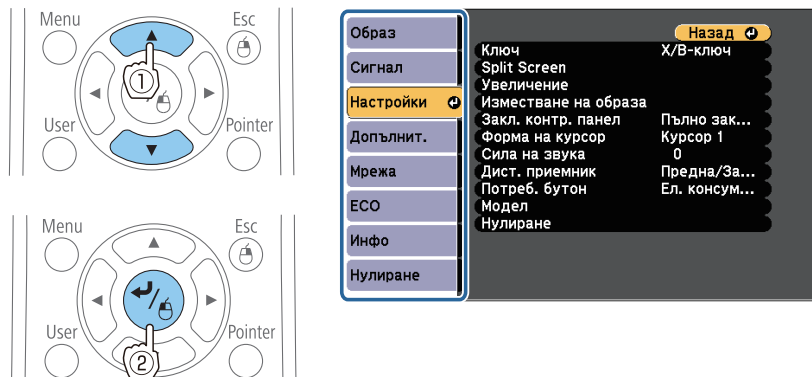 Menu
Esc
①
User
Pointer
Menu
Esc
User
Pointer
②
Образ
Сигнал
Настройки
Допълнит.
Мрежа
ECO
Инфо
Нулиране
Назад
Ключ Х/В-ключ
Split Screen
Увеличение
Изместване на образа
Закл. контр. панел Пълно зак...
Форма на курсор Курсор 1
Сила на звука 0
Дист. приемник Предна/За...
Потреб. бутон Ел. консум...
Модел
Нулиране